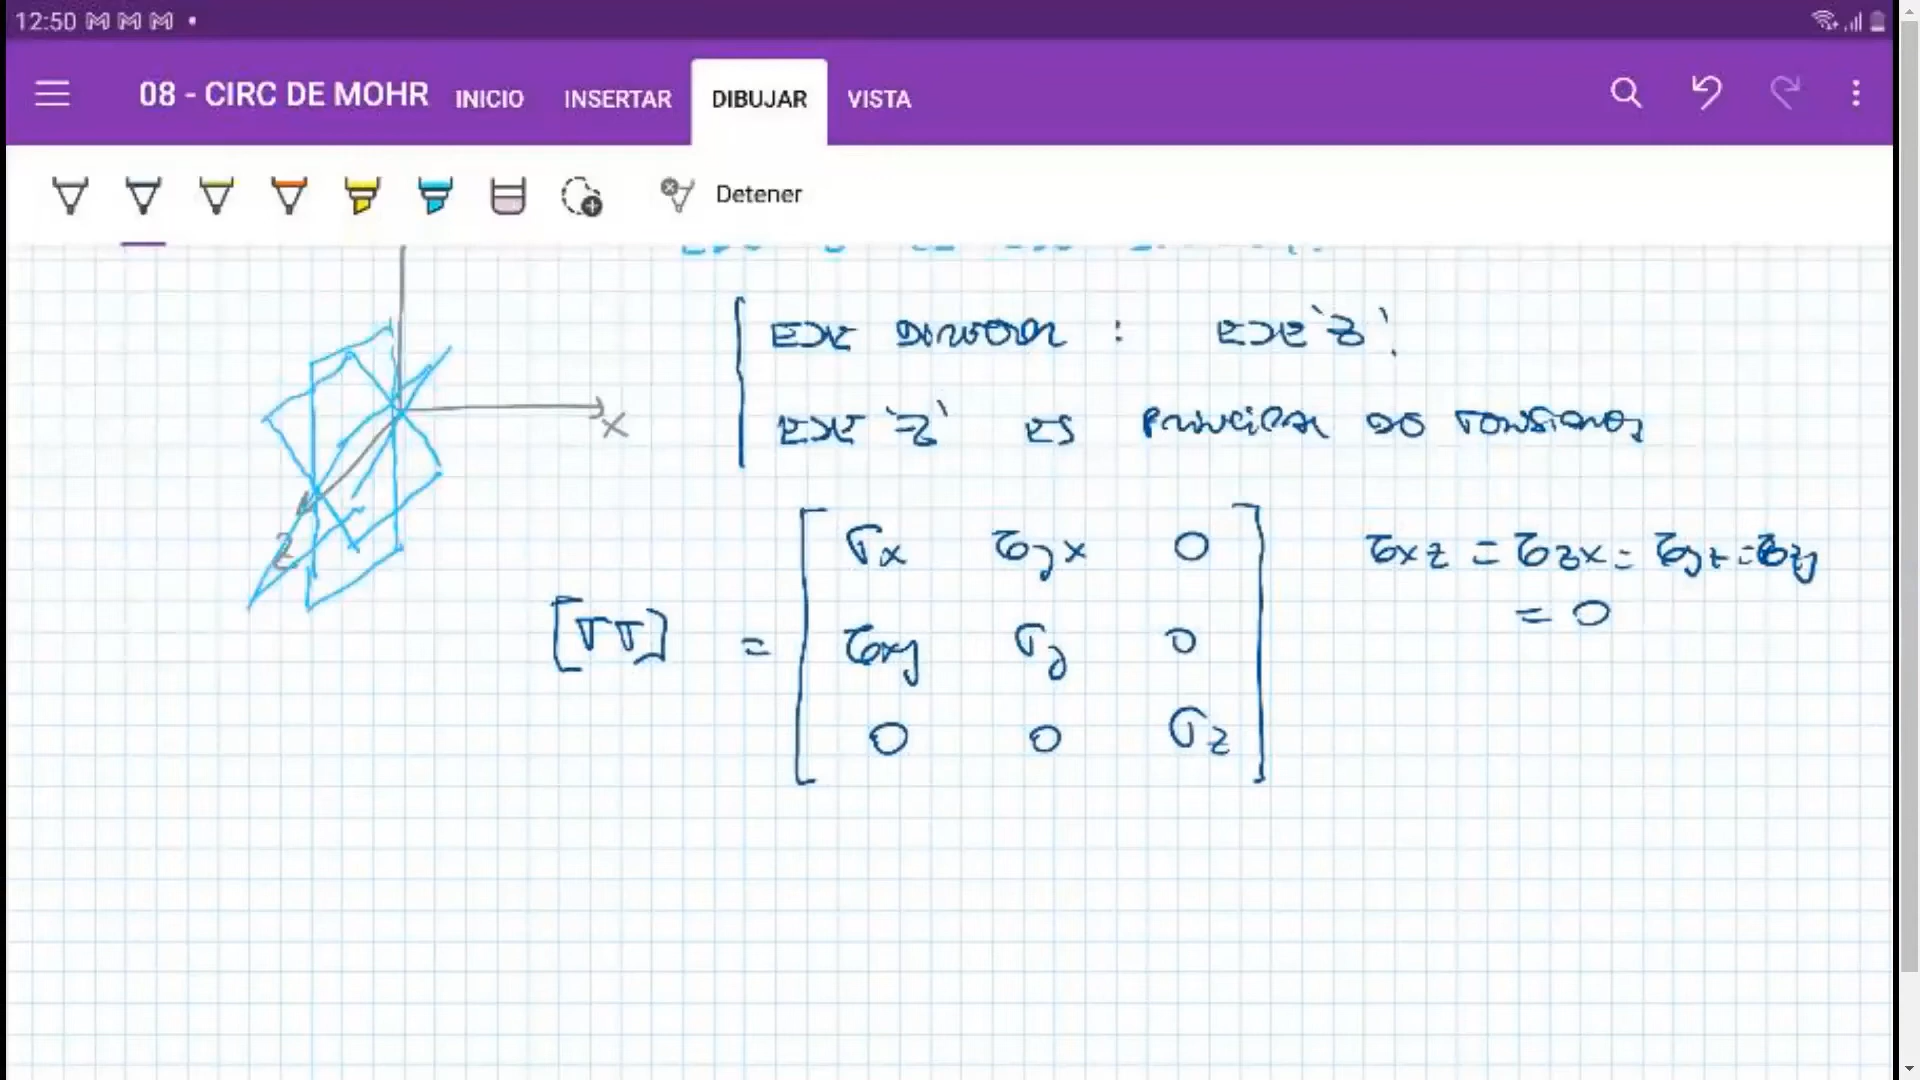 12:50
08 - CIRC DE MOHR INICIO INSERTAR DIBUJAR VISTA
Detener
EJE DIRECTOR : EJE 'Z'.
X
EJE 'Z' ES PRINCIPAL DE TENSIONES
Z
[TT] = [ σx τyx 0
τxy σy 0
0 0 σz ]
τxz = τzx = τyz = τzy
= 0